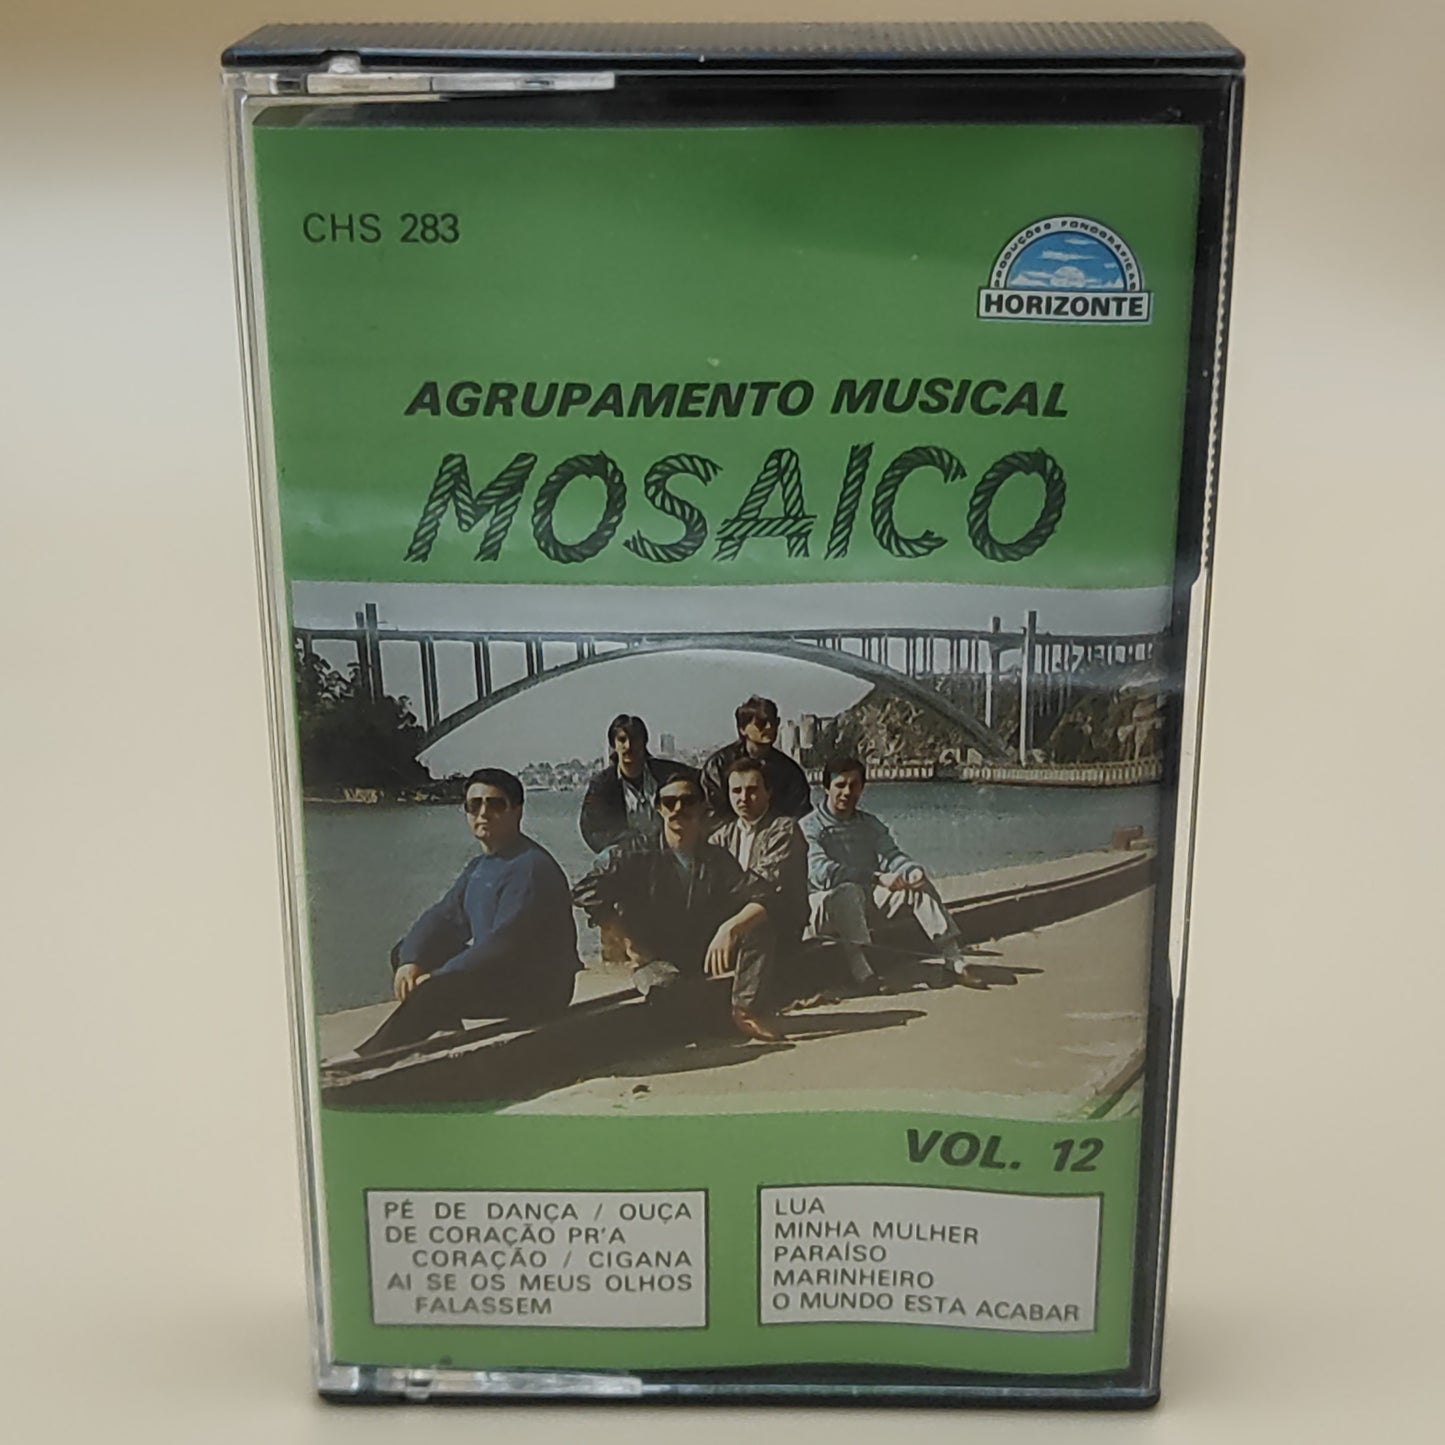 CHS 283
PRODUÇÕES FONOGRÁFICAS
HORIZONTE
AGRUPAMENTO MUSICAL
MOSAICO
VOL. 12
PÉ DE DANÇA / OUÇA
DE CORAÇÃO PR'A
CORAÇÃO / CIGANA
AI SE OS MEUS OLHOS
FALASSEM
LUA
MINHA MULHER
PARAÍSO
MARINHEIRO
O MUNDO ESTA ACABAR